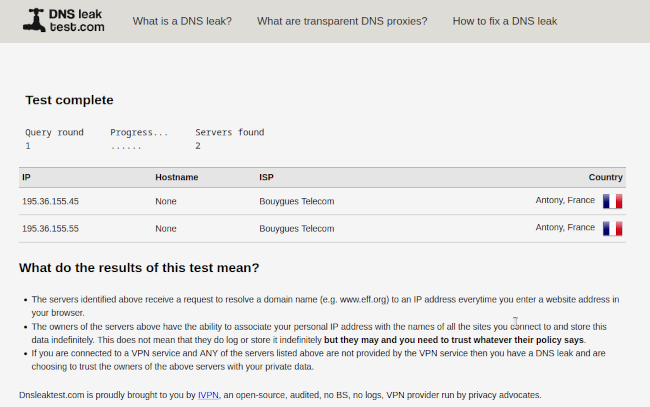 DNS leak
test.com
What is a DNS leak? What are transparent DNS proxies? How to fix a DNS leak
Test complete
Query round Progress... Servers found
1 ...... 2
IP Hostname ISP Country
195.36.155.45 None Bouygues Telecom Antony, France
195.36.155.55 None Bouygues Telecom Antony, France
What do the results of this test mean?
• The servers identified above receive a request to resolve a domain name (e.g. www.eff.org) to an IP address everytime you enter a website address in
your browser.
• The owners of the servers above have the ability to associate your personal IP address with the names of all the sites you connect to and store this
data indefinitely. This does not mean that they do log or store it indefinitely but they may and you need to trust whatever their policy says.
• If you are connected to a VPN service and ANY of the servers listed above are not provided by the VPN service then you have a DNS leak and are
choosing to trust the owners of the above servers with your private data.
Dnsleaktest.com is proudly brought to you by IVPN, an open-source, audited, no BS, no logs, VPN provider run by privacy advocates.